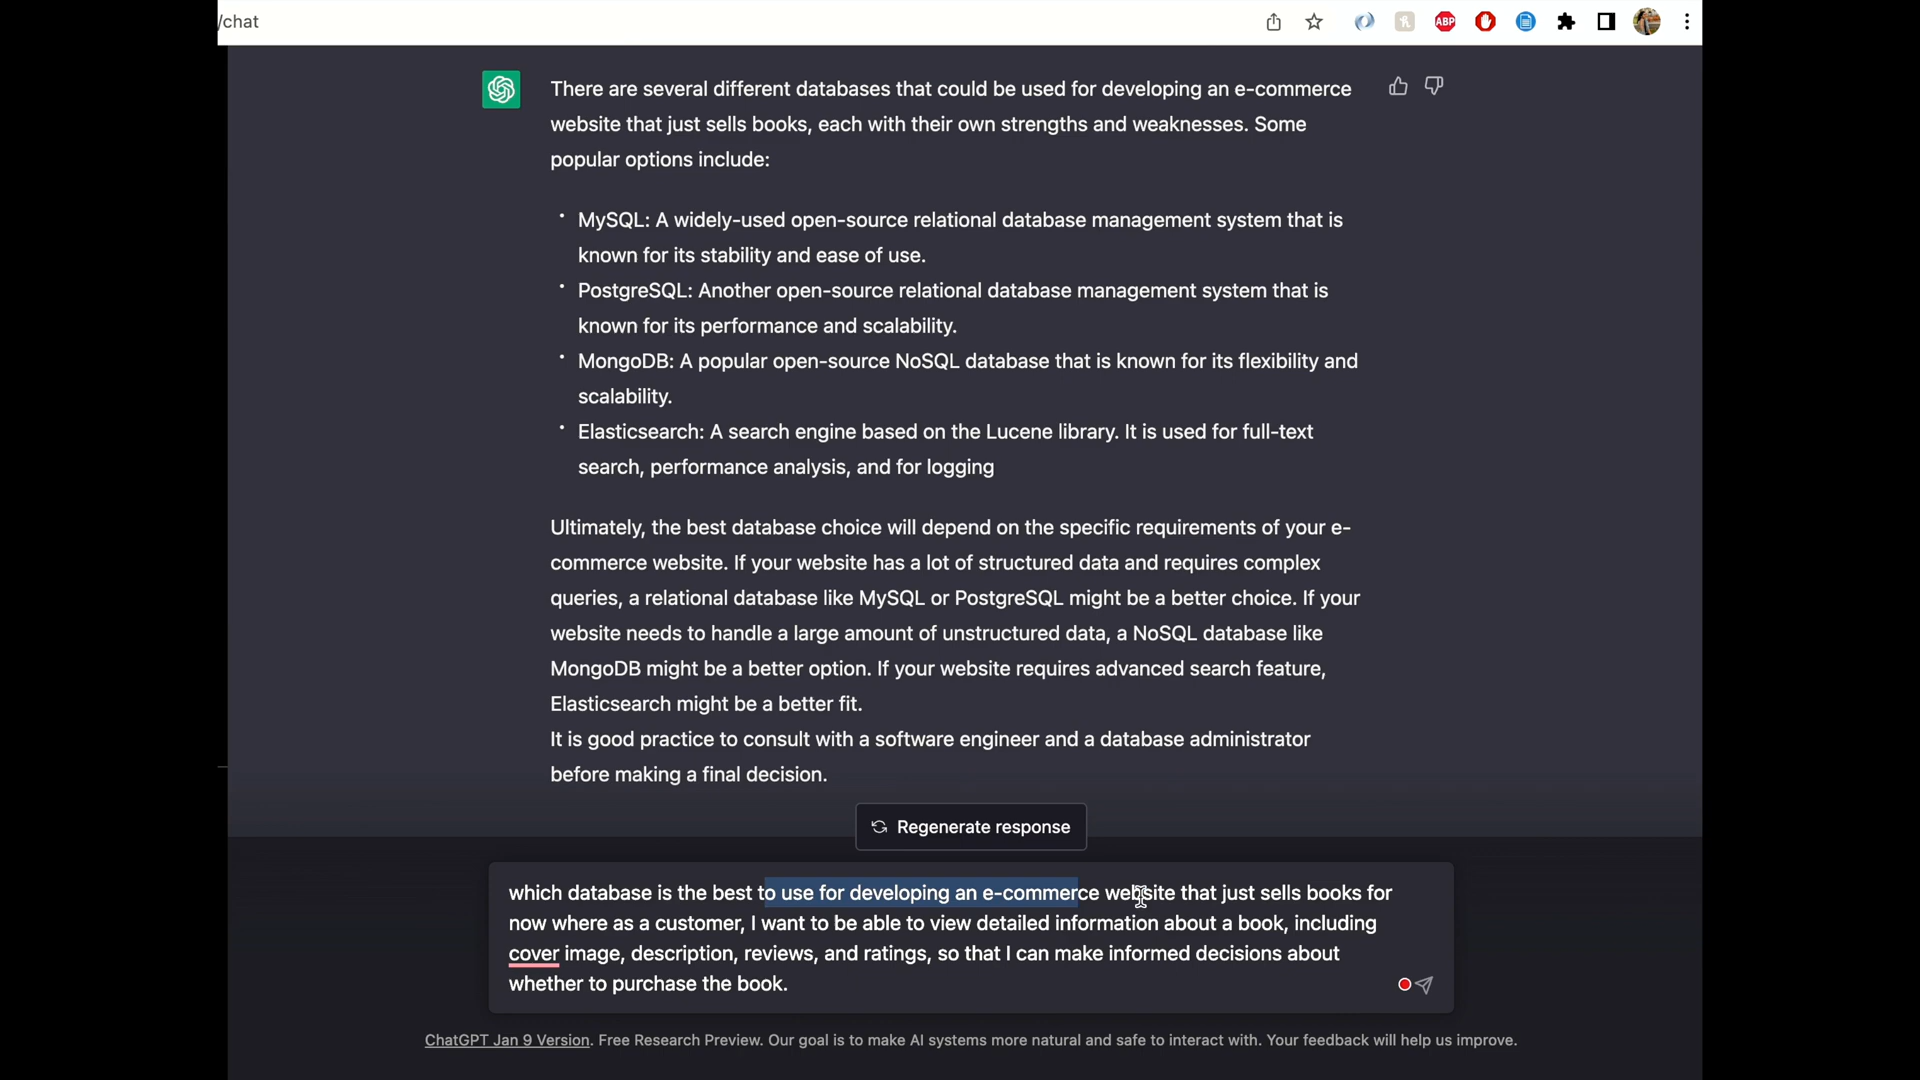 /chat
ABP
There are several different databases that could be used for developing an e-commerce
website that just sells books, each with their own strengths and weaknesses. Some
popular options include:
• MySQL: A widely-used open-source relational database management system that is
known for its stability and ease of use.
• PostgreSQL: Another open-source relational database management system that is
known for its performance and scalability.
• MongoDB: A popular open-source NoSQL database that is known for its flexibility and
scalability.
• Elasticsearch: A search engine based on the Lucene library. It is used for full-text
search, performance analysis, and for logging
Ultimately, the best database choice will depend on the specific requirements of your e-
commerce website. If your website has a lot of structured data and requires complex
queries, a relational database like MySQL or PostgreSQL might be a better choice. If your
website needs to handle a large amount of unstructured data, a NoSQL database like
MongoDB might be a better option. If your website requires advanced search feature,
Elasticsearch might be a better fit.
It is good practice to consult with a software engineer and a database administrator
before making a final decision.
Regenerate response
which database is the best to use for developing an e-commerce website that just sells books for
now where as a customer, I want to be able to view detailed information about a book, including
cover image, description, reviews, and ratings, so that I can make informed decisions about
whether to purchase the book.
ChatGPT Jan 9 Version. Free Research Preview. Our goal is to make AI systems more natural and safe to interact with. Your feedback will help us improve.